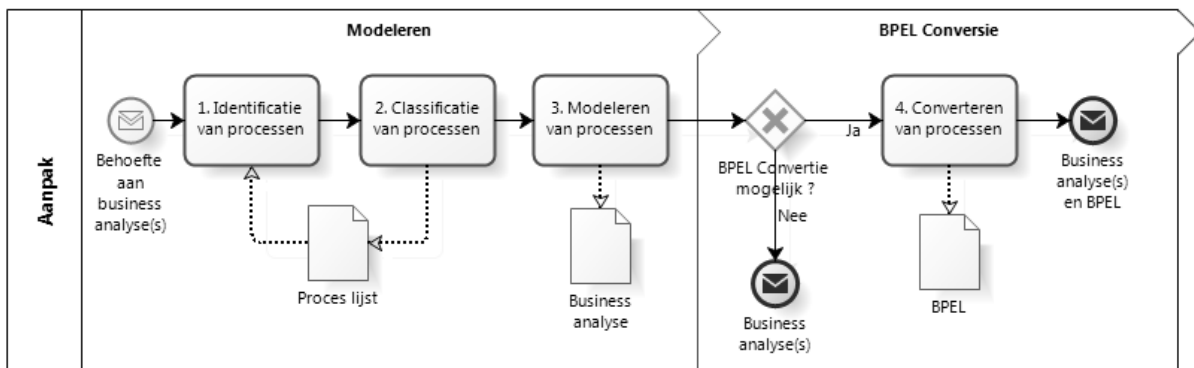 Modeleren
BPEL Conversie
Aanpak
Behoefte
aan
business
analyse(s)
1. Identificatie
van processen
2. Classificatie
van processen
3. Modeleren
van processen
Proces lijst
Business
analyse
BPEL Convertie
mogelijk ?
Ja
Nee
Business
analyse(s)
4. Converteren
van processen
BPEL
Business
analyse(s)
en BPEL